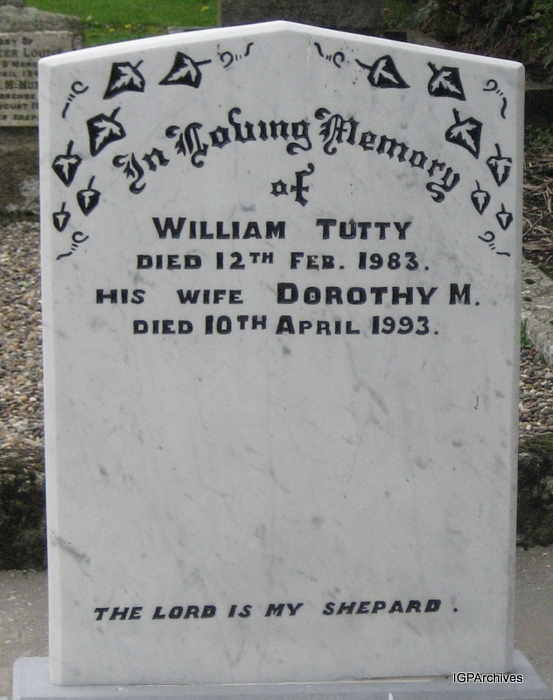 In Loving Memory
of
WILLIAM TUTTY
DIED 12TH FEB. 1983.
HIS WIFE DOROTHY M.
DIED 10TH APRIL 1993.
THE LORD IS MY SHEPARD .
IGPArchives